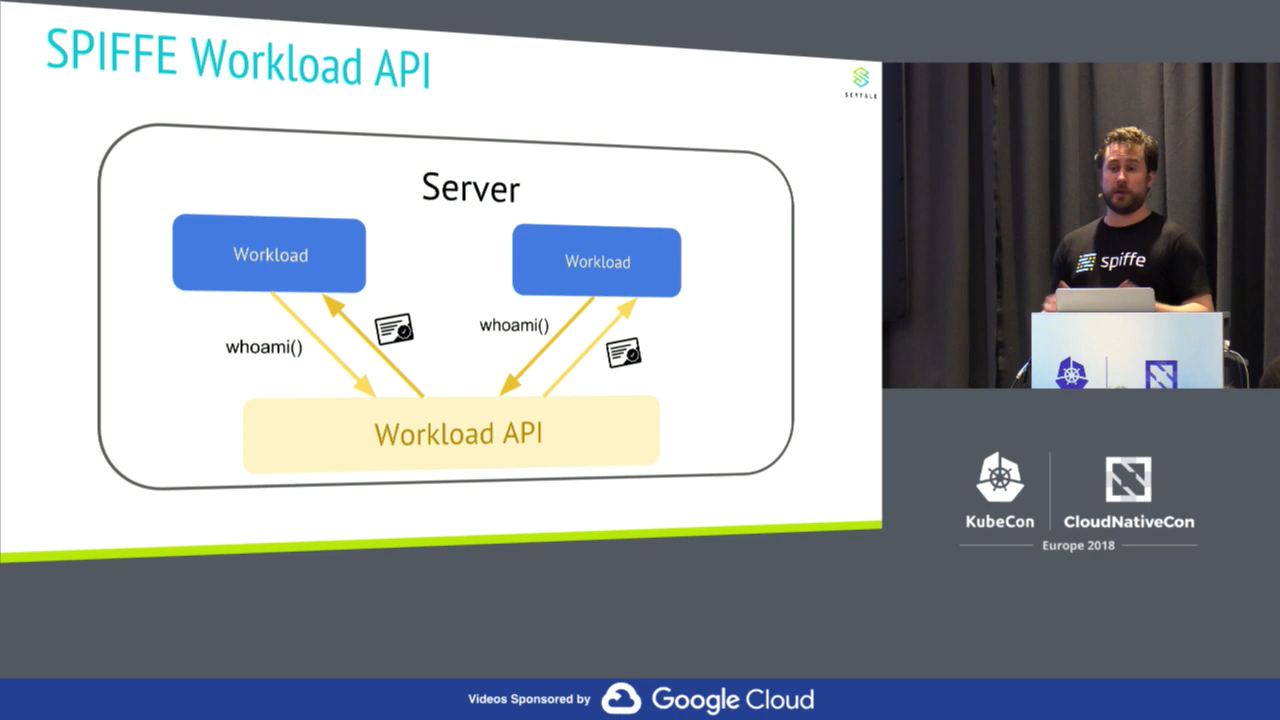 SPIFFE Workload API
SCYTALE
Server
Workload
Workload
whoami()
whoami()
Workload API
spiffe
KubeCon
CloudNativeCon
Europe 2018
Videos Sponsored by Google Cloud